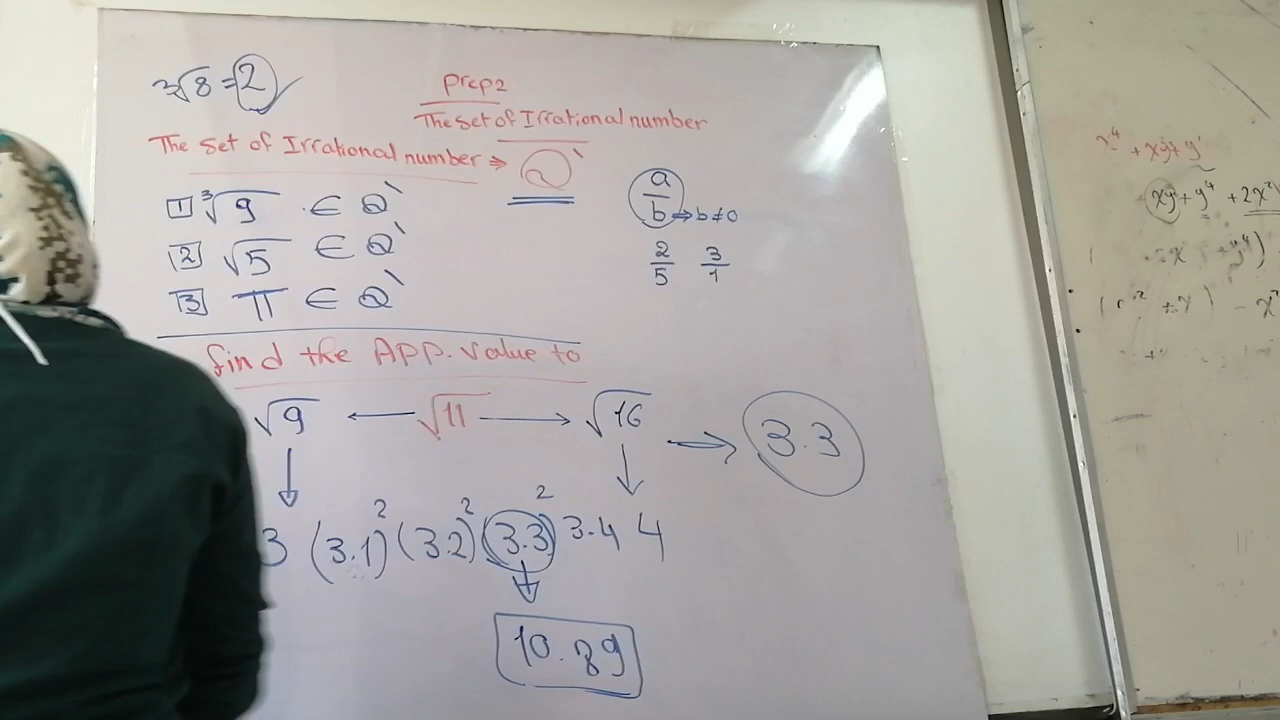 ∛8 = 2 ✓
Prep2
The set of Irrational number
The set of Irrational number ⇒ Q`
[1] ∛9 ∈ Q`
[2] √5 ∈ Q`
[3] π ∈ Q`
a/b ⇒ b≠0
2/5 3/1
find the APP. Value to
√9 ← √11 → √16 ⇒ 3.3
3 (3.1)² (3.2)² (3.3)² 3.4 4
10.89